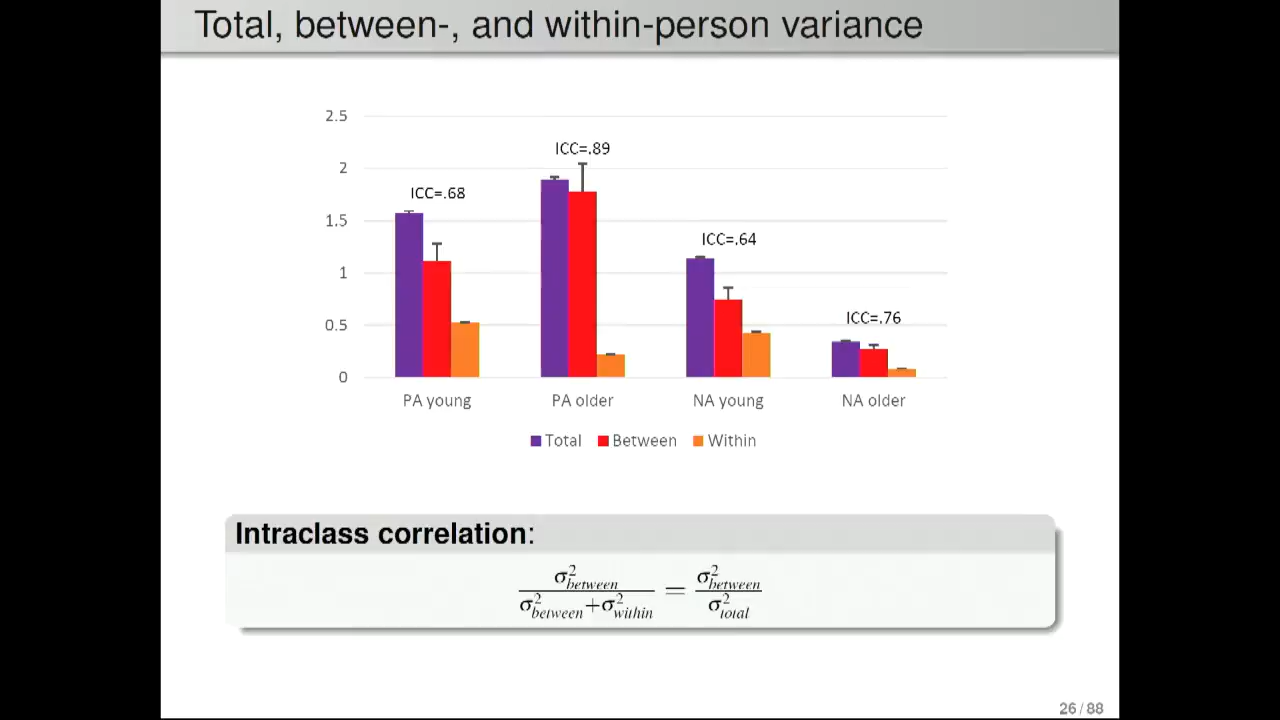 Total, between-, and within-person variance
2.5
2
1.5
1
0.5
0
ICC=.68
ICC=.89
ICC=.64
ICC=.76
PA young
PA older
NA young
NA older
Total
Between
Within
Intraclass correlation:
σ²between / σ²between+σ²within = σ²between / σ²total
26 / 88